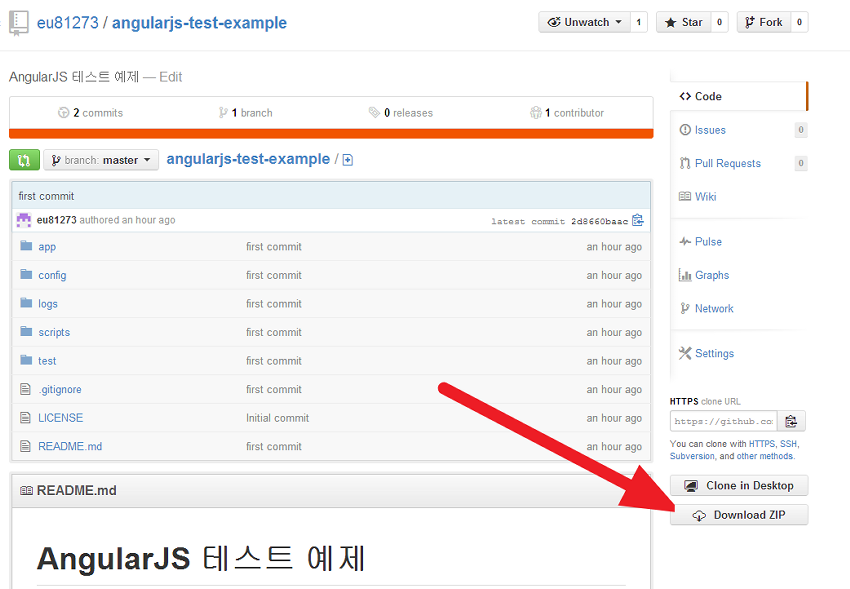 eu81273 / angularjs-test-example
Unwatch 1 Star 0 Fork 0
AngularJS 테스트 예제 — Edit
2 commits 1 branch 0 releases 1 contributor
branch: master angularjs-test-example /
first commit
eu81273 authored an hour ago latest commit 2d8660baac
app first commit an hour ago
config first commit an hour ago
logs first commit an hour ago
scripts first commit an hour ago
test first commit an hour ago
.gitignore first commit an hour ago
LICENSE Initial commit an hour ago
README.md first commit an hour ago
README.md
AngularJS 테스트 예제
Code
Issues 0
Pull Requests 0
Wiki
Pulse
Graphs
Network
Settings
HTTPS clone URL
https://github.co
You can clone with HTTPS, SSH,
Subversion, and other methods.
Clone in Desktop
Download ZIP